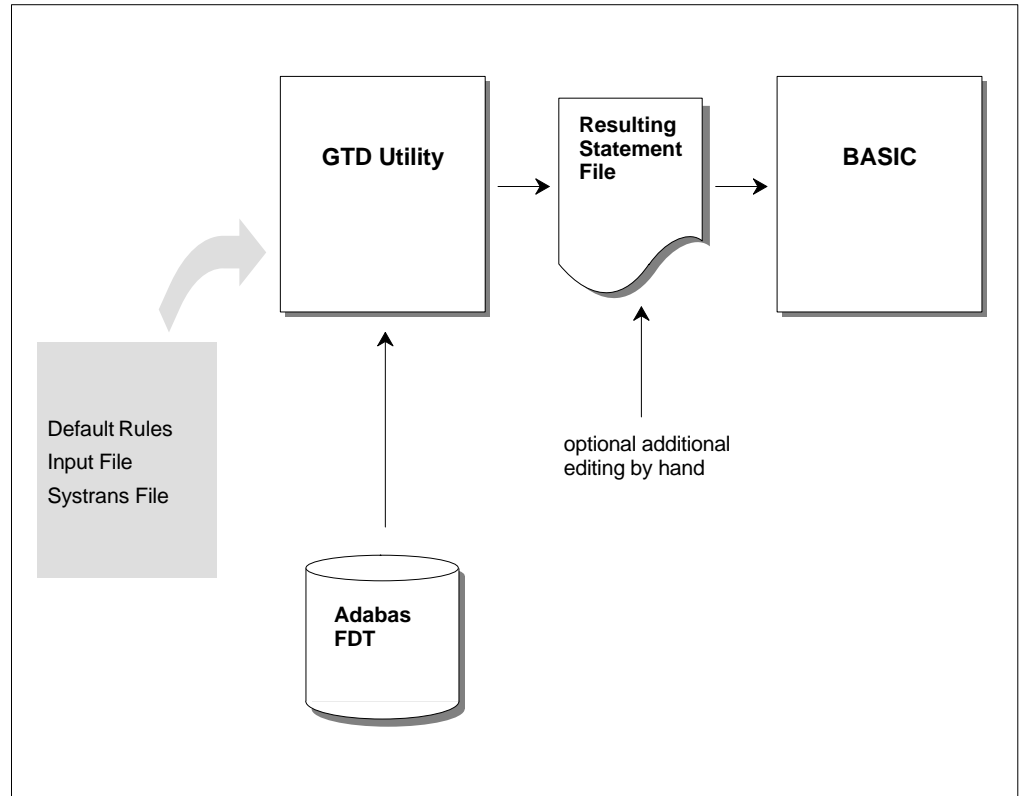 GTD Utility
Resulting
Statement
File
BASIC
Default Rules
Input File
Systrans File
optional additional
editing by hand
Adabas
FDT